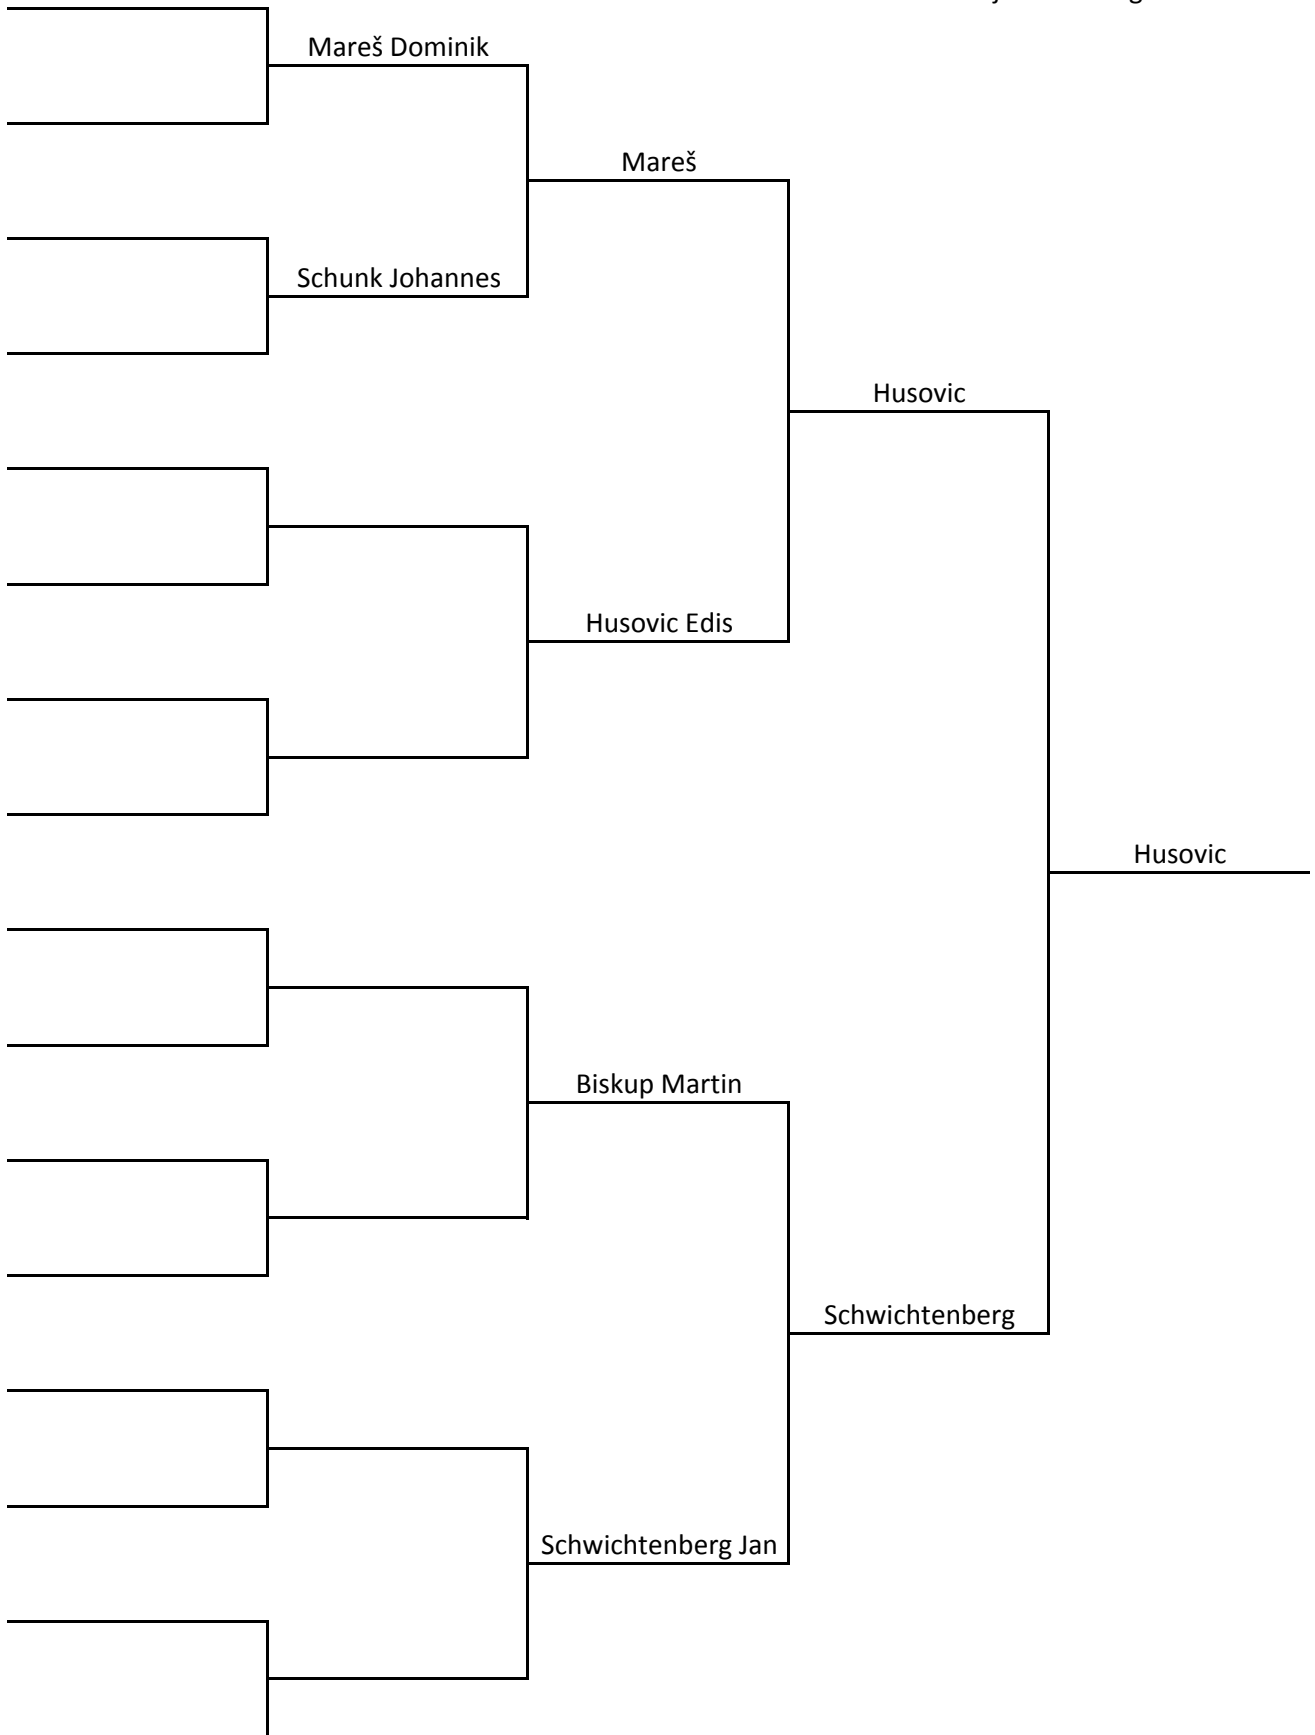 Mareš Dominik
Mareš
Schunk Johannes
Husovic
Husovic Edis
Husovic
Biskup Martin
Schwichtenberg
Schwichtenberg Jan